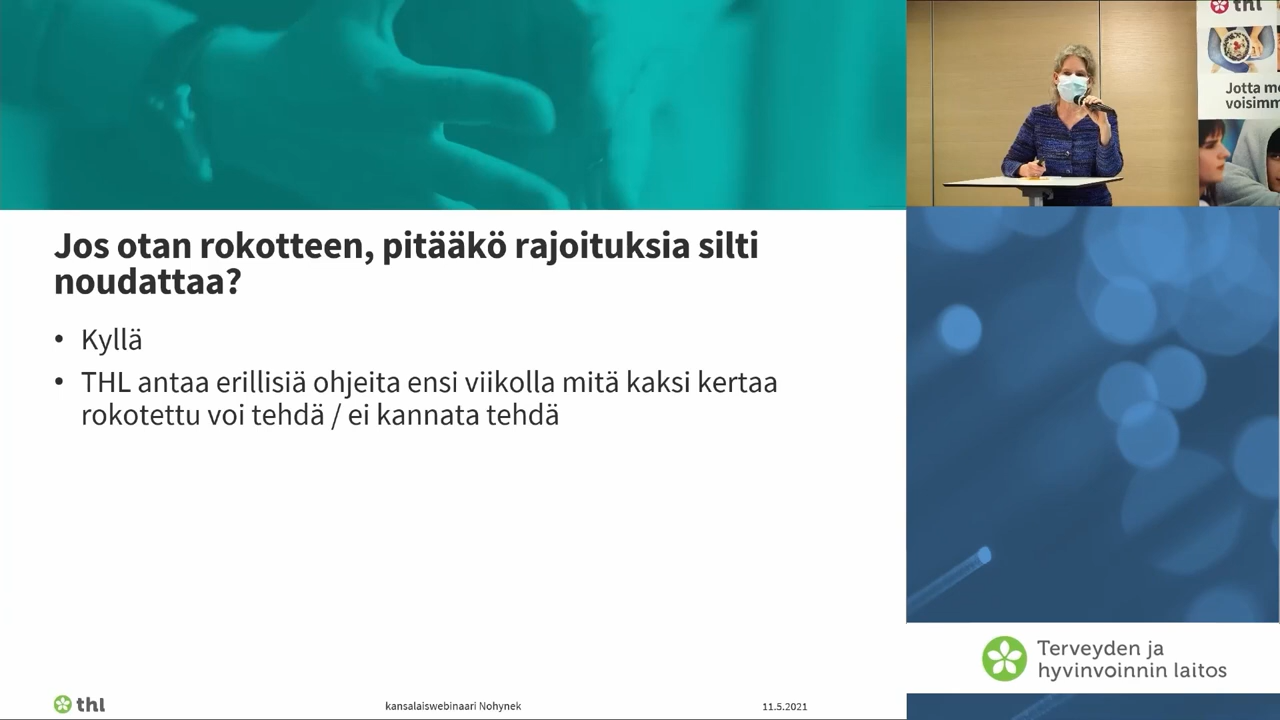 Jos otan rokotteen, pitääkö rajoituksia silti
noudattaa?
• Kyllä
• THL antaa erillisiä ohjeita ensi viikolla mitä kaksi kertaa
rokotettu voi tehdä / ei kannata tehdä
thl
kansalaiswebinaari Nohynek
11.5.2021
thl
Jotta
voisimm
Terveyden ja
hyvinvoinnin laitos